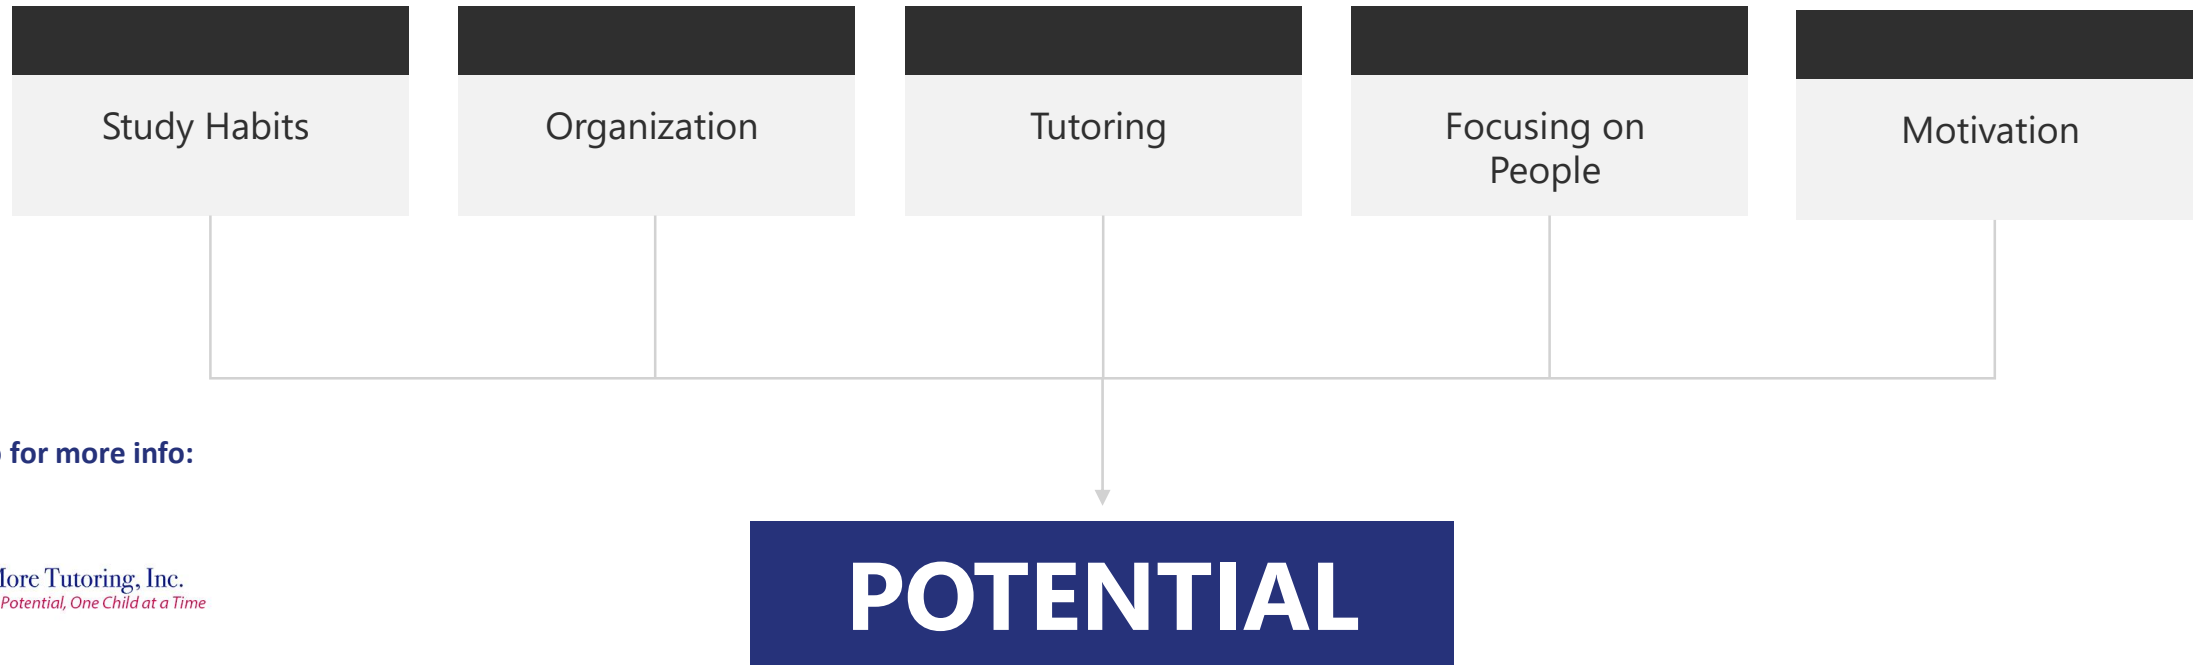 Study Habits
Organization
Tutoring
Focusing on
People
Motivation
for more info:
POTENTIAL
Tutoring, Inc.
Potential, One Child at a Time